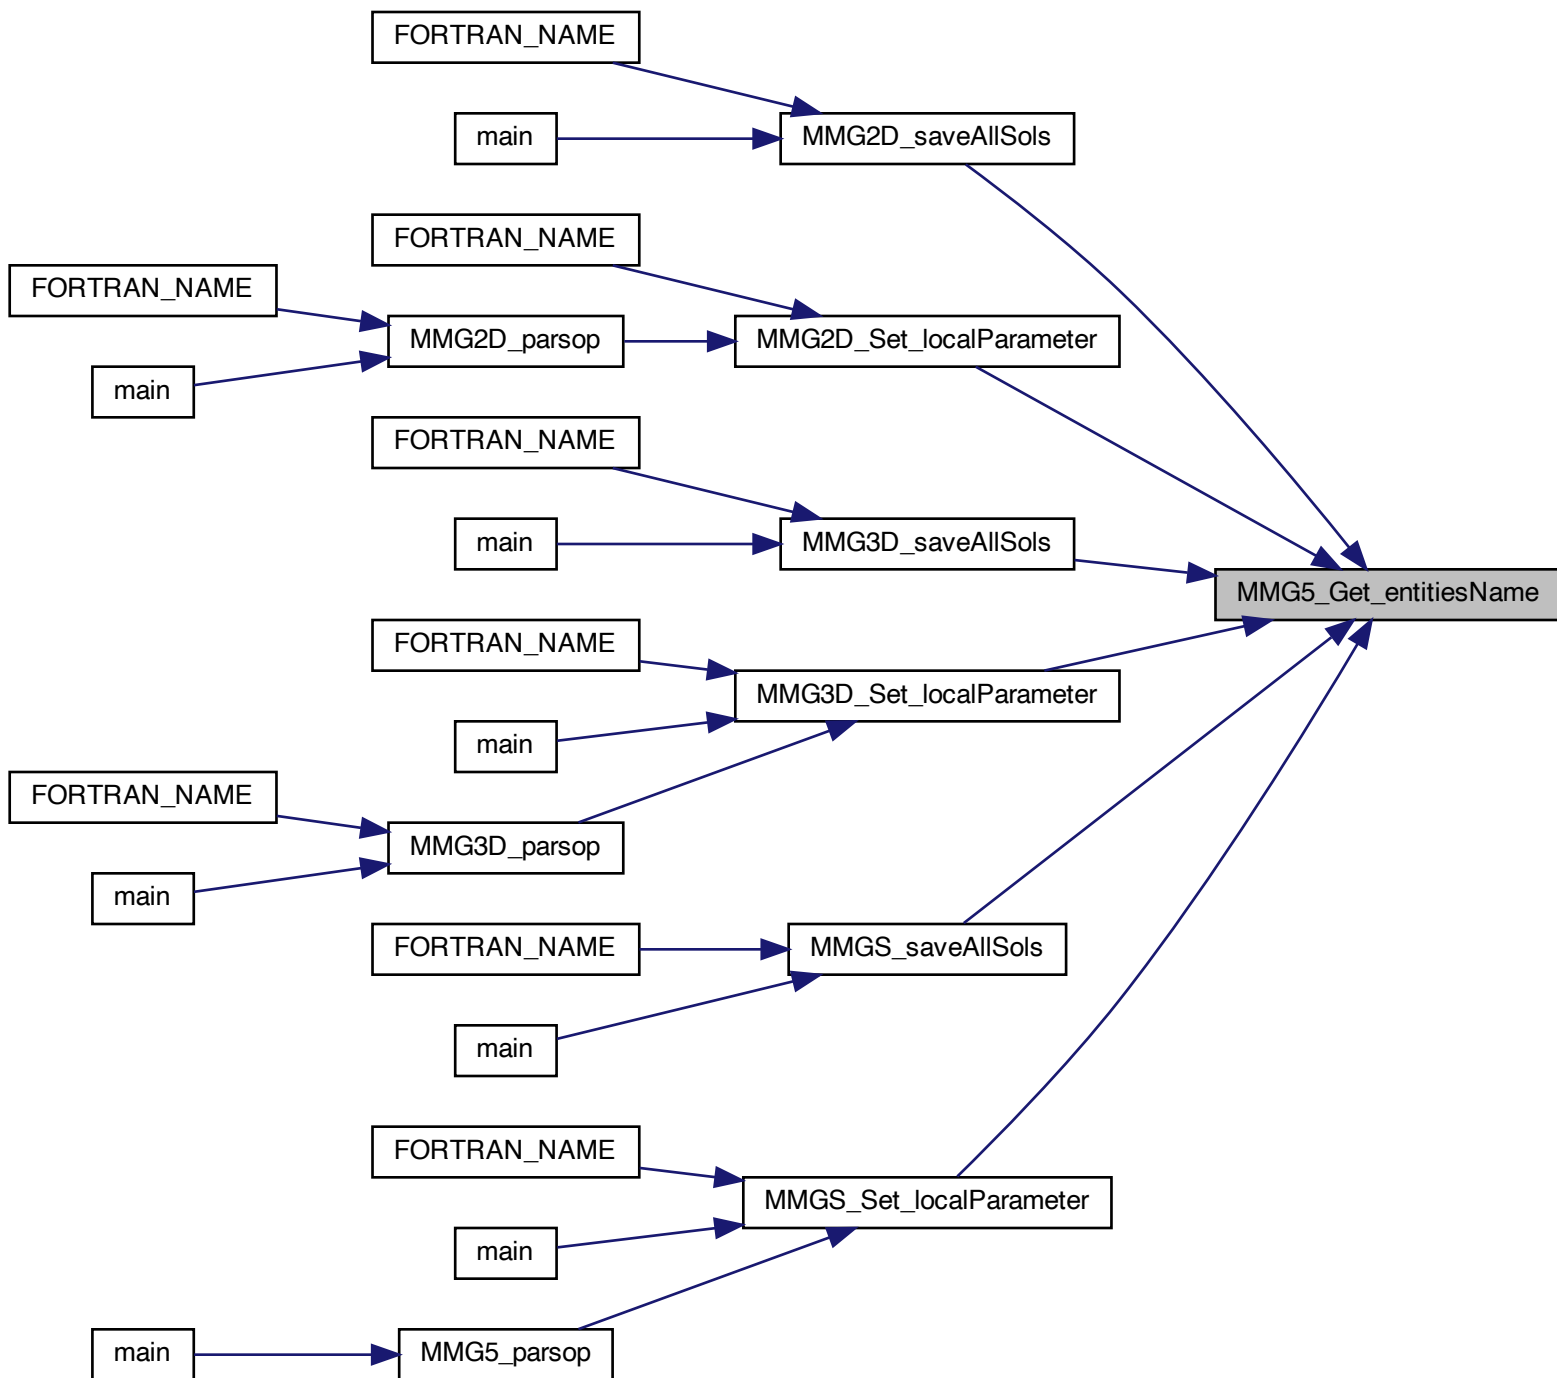 FORTRAN_NAME
main
MMG2D_saveAllSols
FORTRAN_NAME
FORTRAN_NAME
MMG2D_parsop
MMG2D_Set_localParameter
main
FORTRAN_NAME
main
MMG3D_saveAllSols
MMG5_Get_entitiesName
FORTRAN_NAME
MMG3D_Set_localParameter
main
FORTRAN_NAME
MMG3D_parsop
main
FORTRAN_NAME
MMGS_saveAllSols
main
FORTRAN_NAME
MMGS_Set_localParameter
main
main
MMG5_parsop